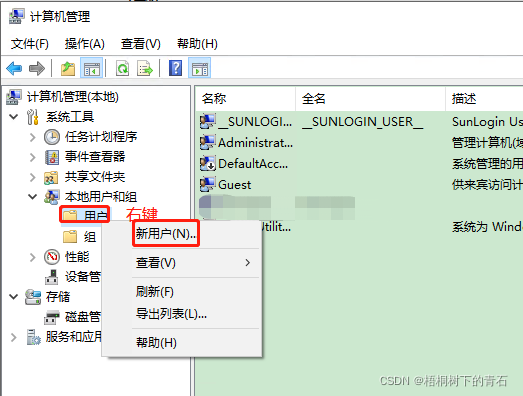 计算机管理
文件(F) 操作(A) 查看(V) 帮助(H)
计算机管理(本地)
系统工具
任务计划程序
事件查看器
共享文件夹
本地用户和组
用户
右键
组
性能
设备管
存储
磁盘管
服务和应用
新用户(N)...
查看(V)
刷新(F)
导出列表(L)...
帮助(H)
名称 全名 描述
__SUNLOGI... __SUNLOGIN_USER__ SunLogin Us
Administrat... 管理计算机(域
DefaultAcc... 系统管理的用
Guest 供来宾访问计
Utilit... 系统为 Windo
CSDN @梧桐树下的青石